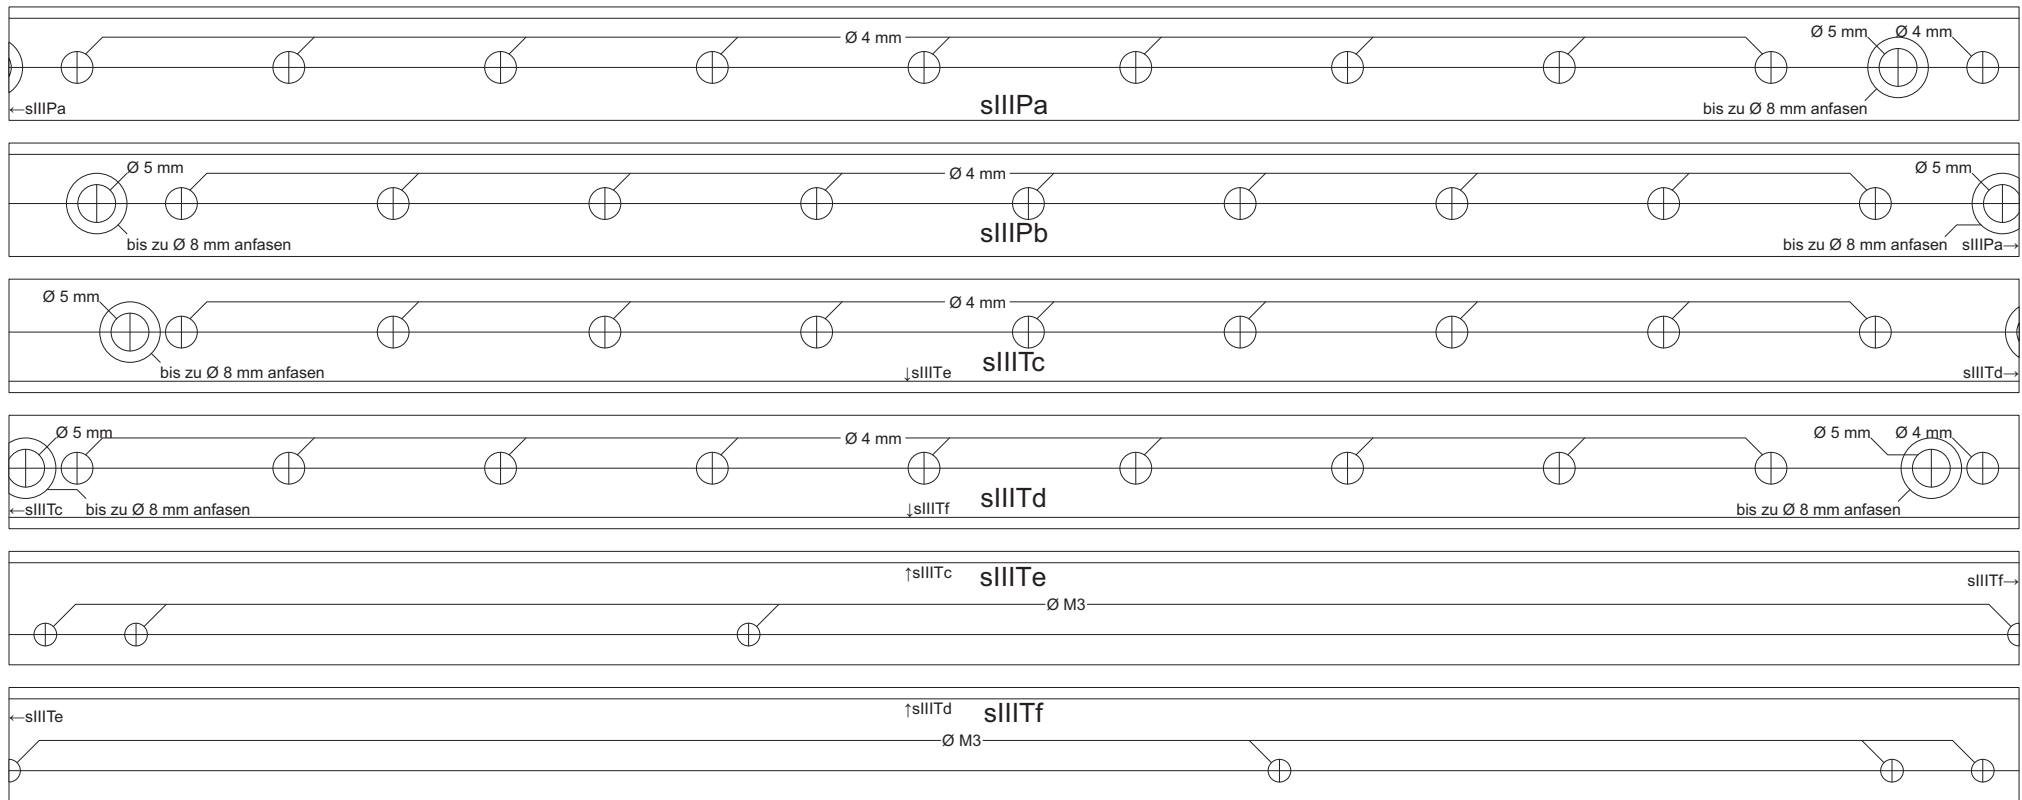 Ø 4 mm
Ø 5 mm
Ø 4 mm
←sIIIPa
sIIIPa
bis zu Ø 8 mm anfasen
Ø 5 mm
Ø 4 mm
Ø 5 mm
bis zu Ø 8 mm anfasen
sIIIPb
bis zu Ø 8 mm anfasen
sIIIPa→
Ø 5 mm
Ø 4 mm
bis zu Ø 8 mm anfasen
↓sIIITe
sIIITc
sIIITd→
Ø 5 mm
Ø 4 mm
Ø 5 mm
Ø 4 mm
←sIIITc
bis zu Ø 8 mm anfasen
↓sIIITf
sIIITd
bis zu Ø 8 mm anfasen
↑sIIITc
sIIITe
sIIITf→
Ø M3
←sIIITe
↑sIIITd
sIIITf
Ø M3